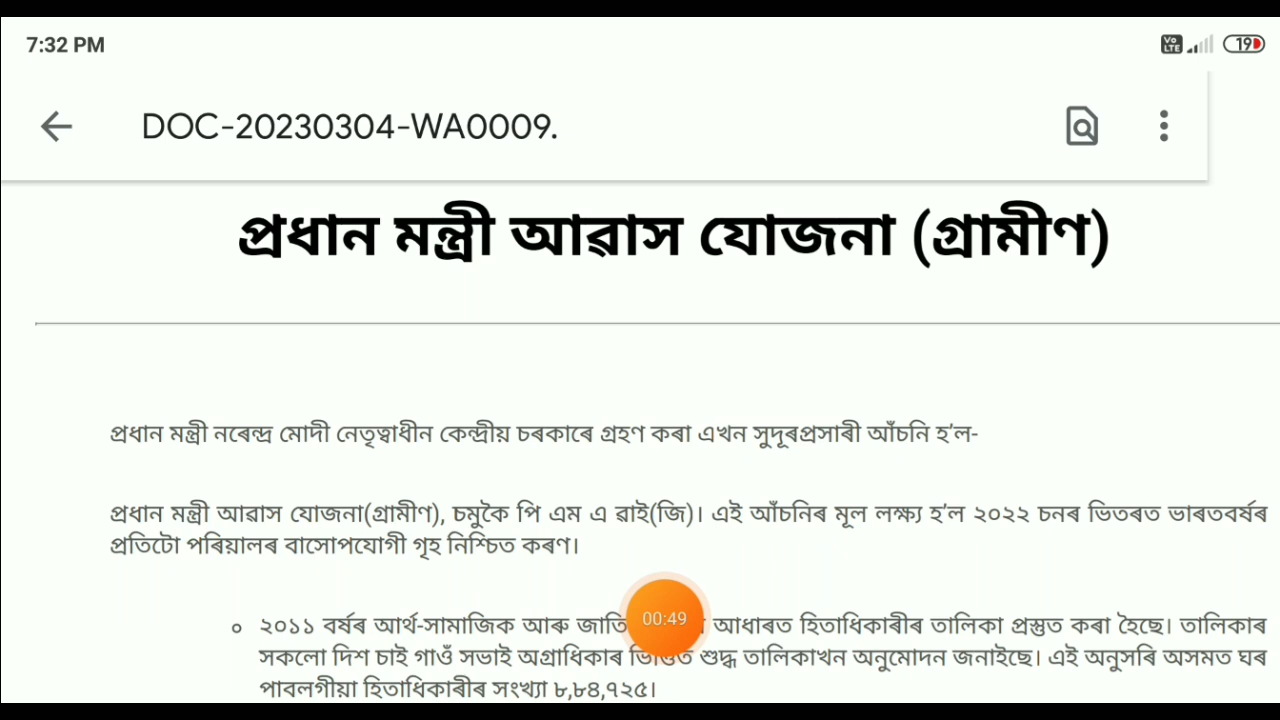 7:32 PM
Vo LTE
19
DOC-20230304-WA0009.
প্ৰধান মন্ত্ৰী আৱাস যোজনা (গ্ৰামীণ)
প্ৰধান মন্ত্ৰী নৰেন্দ্ৰ মোদী নেতৃত্বাধীন কেন্দ্ৰীয় চৰকাৰে গ্ৰহণ কৰা এখন সুদূৰপ্ৰসাৰী আঁচনি হ’ল-
প্ৰধান মন্ত্ৰী আৱাস যোজনা(গ্ৰামীণ), চমুকৈ পি এম এ ৱাই(জি)। এই আঁচনিৰ মূল লক্ষ্য হ’ল ২০২২ চনৰ ভিতৰত ভাৰতবৰ্ষৰ
প্ৰতিটো পৰিয়ালৰ বাসোপযোগী গৃহ নিশ্চিত কৰণ।
২০১১ বৰ্ষৰ আৰ্থ-সামাজিক আৰু জাতি আধাৰত হিতাধিকাৰীৰ তালিকা প্ৰস্তুত কৰা হৈছে। তালিকাৰ
সকলো দিশ চাই গাওঁ সভাই অগ্ৰাধিকাৰ ভিত্তিত শুদ্ধ তালিকাখন অনুমোদন জনাইছে। এই অনুসৰি অসমত ঘৰ
পাবলগীয়া হিতাধিকাৰীৰ সংখ্যা ৮,৮৪,৭২৫।
00:49